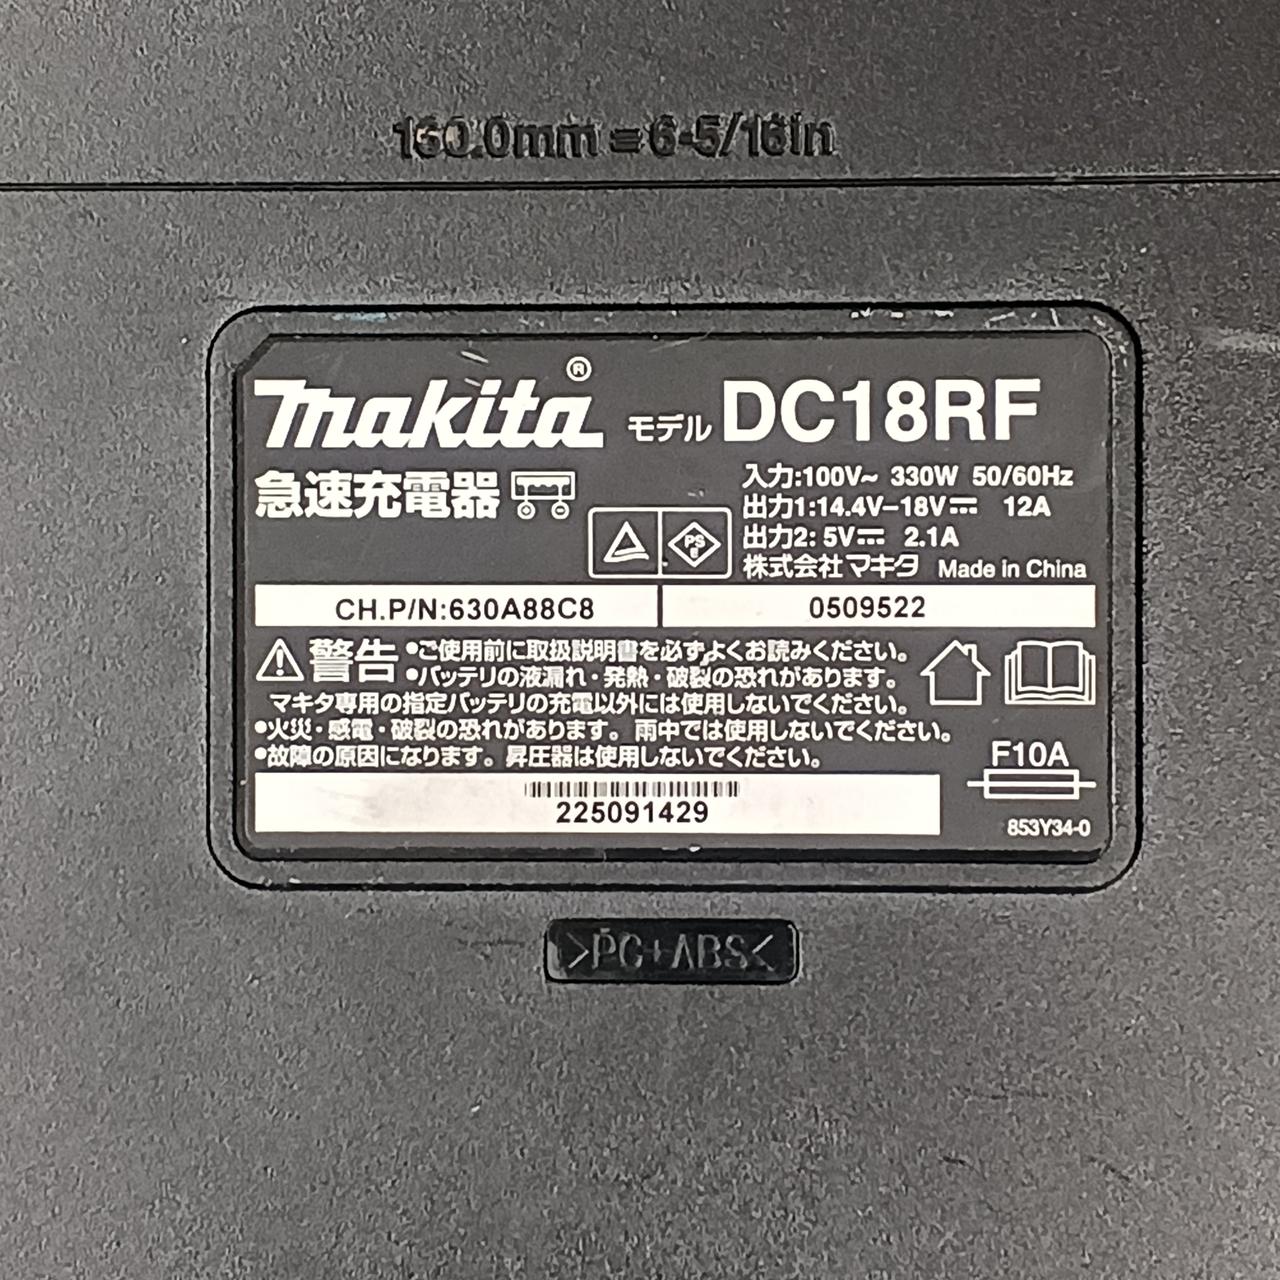 160.0mm=6-5/16in
makita® モデル DC18RF
急速充電器
入力:100V~ 330W 50/60Hz
出力1:14.4V-18V⎓ 12A
出力2: 5V⎓ 2.1A
PS
E
株式会社マキタ Made in China
CH.P/N:630A88C8 0509522
⚠警告 •ご使用前に取扱説明書を必ずよくお読みください。
•バッテリの液漏れ・発熱・破裂の恐れがあります。
マキタ専用の指定バッテリの充電以外には使用しないでください。
•火災・感電・破裂の恐れがあります。雨中では使用しないでください。
•故障の原因になります。昇圧器は使用しないでください。
F10A
225091429
853Y34-0
>PC+ABS<